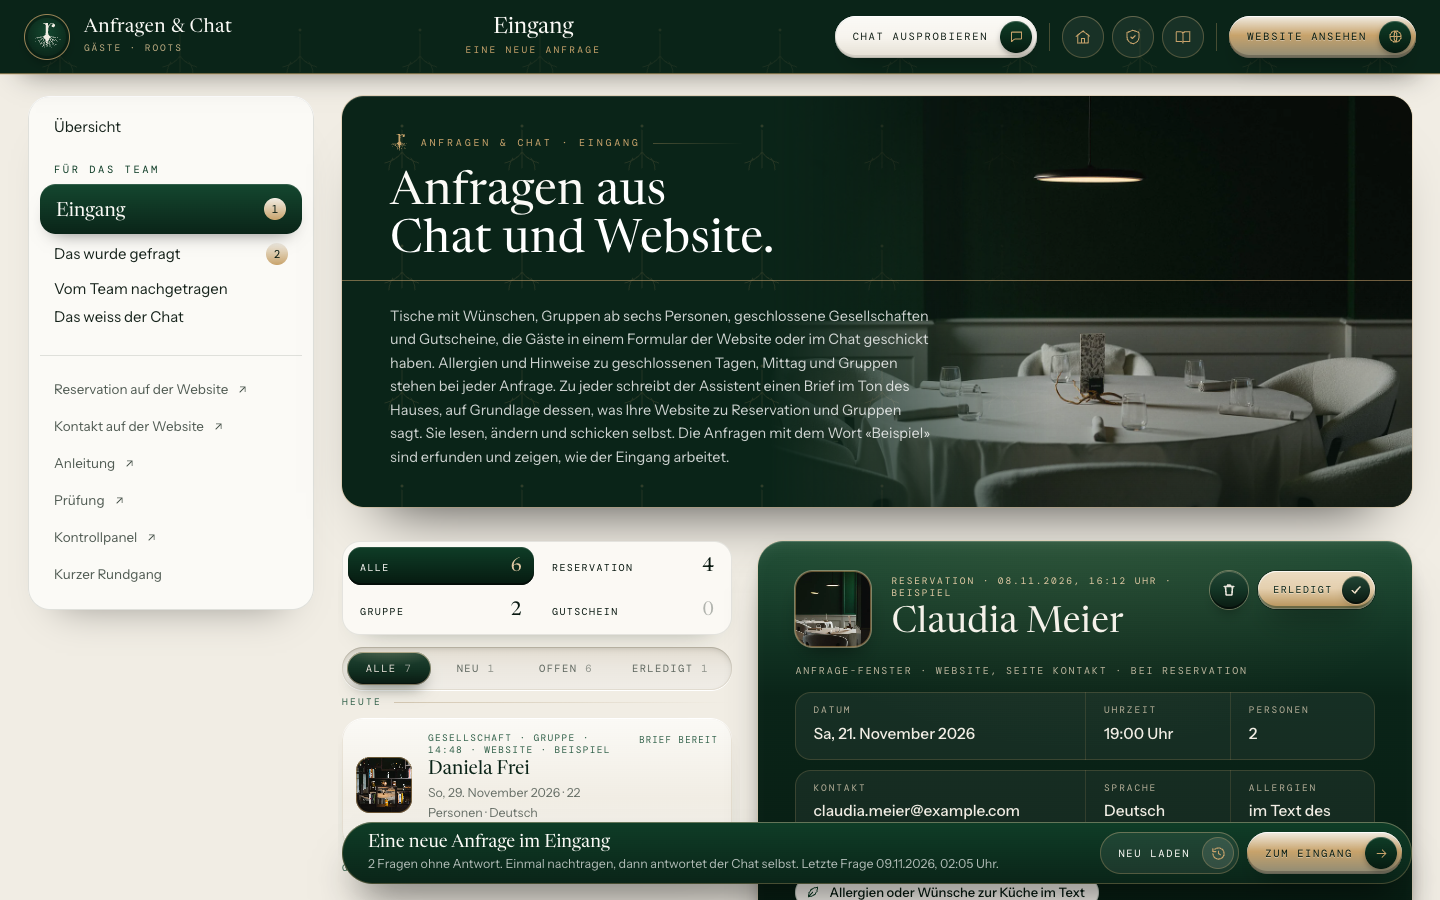 Anfragen & Chat
GÄSTE · ROOTS
Eingang
EINE NEUE ANFRAGE
CHAT AUSPROBIEREN
WEBSITE ANSEHEN
Übersicht
FÜR DAS TEAM
Eingang 1
Das wurde gefragt 2
Vom Team nachgetragen
Das weiss der Chat
Reservation auf der Website
Kontakt auf der Website
Anleitung
Prüfung
Kontrollpanel
Kurzer Rundgang
ANFRAGEN & CHAT · EINGANG
Anfragen aus
Chat und Website.
Tische mit Wünschen, Gruppen ab sechs Personen, geschlossene Gesellschaften
und Gutscheine, die Gäste in einem Formular der Website oder im Chat geschickt
haben. Allergien und Hinweise zu geschlossenen Tagen, Mittag und Gruppen
stehen bei jeder Anfrage. Zu jeder schreibt der Assistent einen Brief im Ton des
Hauses, auf Grundlage dessen, was Ihre Website zu Reservation und Gruppen
sagt. Sie lesen, ändern und schicken selbst. Die Anfragen mit dem Wort «Beispiel»
sind erfunden und zeigen, wie der Eingang arbeitet.
ALLE 6 RESERVATION 4
GRUPPE 2 GUTSCHEIN 0
ALLE 7 NEU 1 OFFEN 6 ERLEDIGT 1
HEUTE
GESELLSCHAFT · GRUPPE ·
14:48 · WEBSITE · BEISPIEL
BRIEF BEREIT
Daniela Frei
So, 29. November 2026 · 22
Personen · Deutsch
RESERVATION · 08.11.2026, 16:12 UHR ·
BEISPIEL
Claudia Meier
ERLEDIGT
ANFRAGE-FENSTER · WEBSITE, SEITE KONTAKT · BEI RESERVATION
DATUM UHRZEIT PERSONEN
Sa, 21. November 2026 19:00 Uhr 2
KONTAKT SPRACHE ALLERGIEN
claudia.meier@example.com Deutsch im Text des
Eine neue Anfrage im Eingang
2 Fragen ohne Antwort. Einmal nachtragen, dann antwortet der Chat selbst. Letzte Frage 09.11.2026, 02:05 Uhr.
NEU LADEN
ZUM EINGANG
Allergien oder Wünsche zur Küche im Text